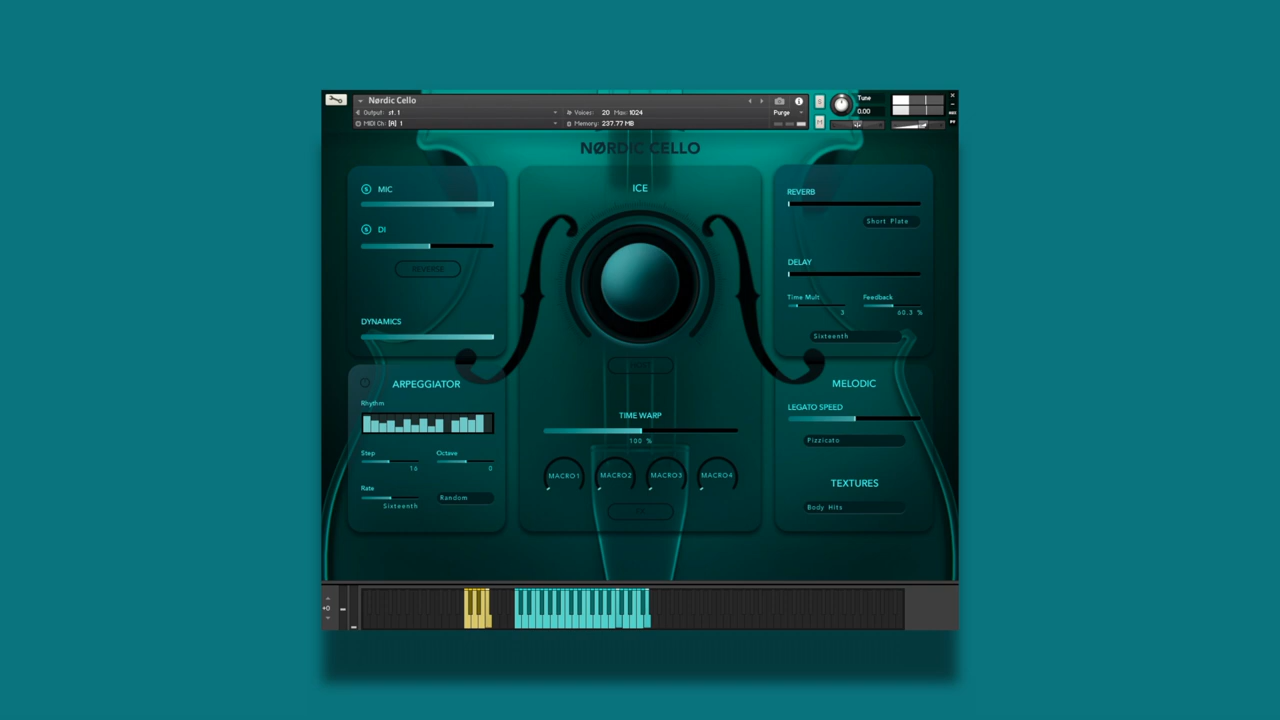 Nørdic Cello
Output: st.1
Voices: 20 Max: 1024
Purge
MIDI Ch: [A] 1
Memory: 237.77 MB
S
M
Tune
0.00
NØRDIC CELLO
S MIC
S DI
REVERSE
DYNAMICS
ARPEGGIATOR
Rhythm
Step
16
Octave
0
Rate
Sixteenth
Random
ICE
TIME WARP
100 %
MACRO1
MACRO2
MACRO3
MACRO4
REVERB
Short Plate
DELAY
Time Mult
3
Feedback
60.3 %
Sixteenth
MELODIC
LEGATO SPEED
Pizzicato
TEXTURES
Body Hits
+0